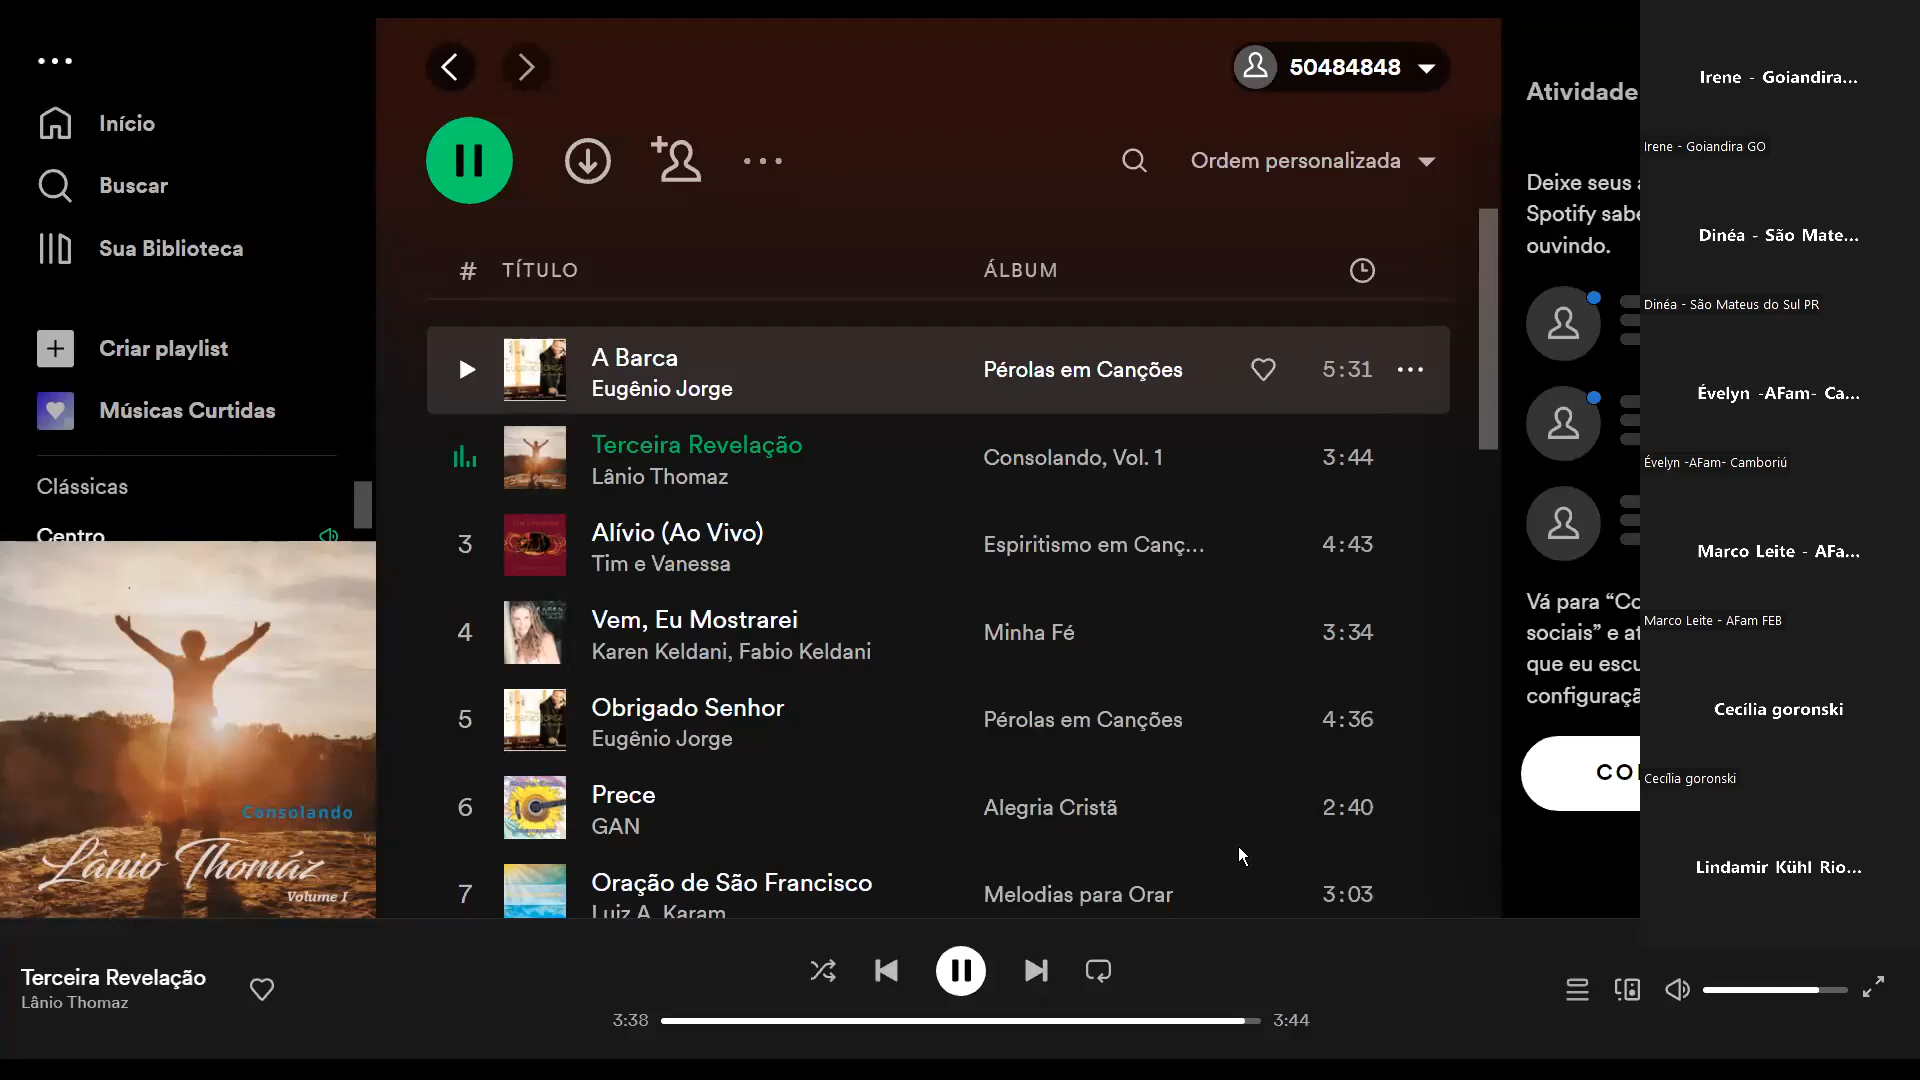 Início
Buscar
Sua Biblioteca
Criar playlist
Músicas Curtidas
Clássicas
Centro
Consolando
Lânio Thomáz
Volume I
50484848
Ordem personalizada
# TÍTULO ÁLBUM
A Barca
Eugênio Jorge
Pérolas em Canções
5:31
Terceira Revelação
Lânio Thomaz
Consolando, Vol. 1
3:44
3
Alívio (Ao Vivo)
Tim e Vanessa
Espiritismo em Canç...
4:43
4
Vem, Eu Mostrarei
Karen Keldani, Fabio Keldani
Minha Fé
3:34
5
Obrigado Senhor
Eugênio Jorge
Pérolas em Canções
4:36
6
Prece
GAN
Alegria Cristã
2:40
7
Oração de São Francisco
Luiz A. Karam
Melodias para Orar
3:03
Atividade
Deixe seus a
Spotify sabe
ouvindo.
Vá para “Co
sociais” e at
que eu escu
configuraçã
CO
Irene - Goiandira...
Irene - Goiandira GO
Dinéa - São Mate...
Dinéa - São Mateus do Sul PR
Évelyn -AFam- Ca...
Évelyn -AFam- Camboriú
Marco Leite - AFa...
Marco Leite - AFam FEB
Cecília goronski
Cecília goronski
Lindamir Kühl Rio...
Terceira Revelação
Lânio Thomaz
3:38
3:44